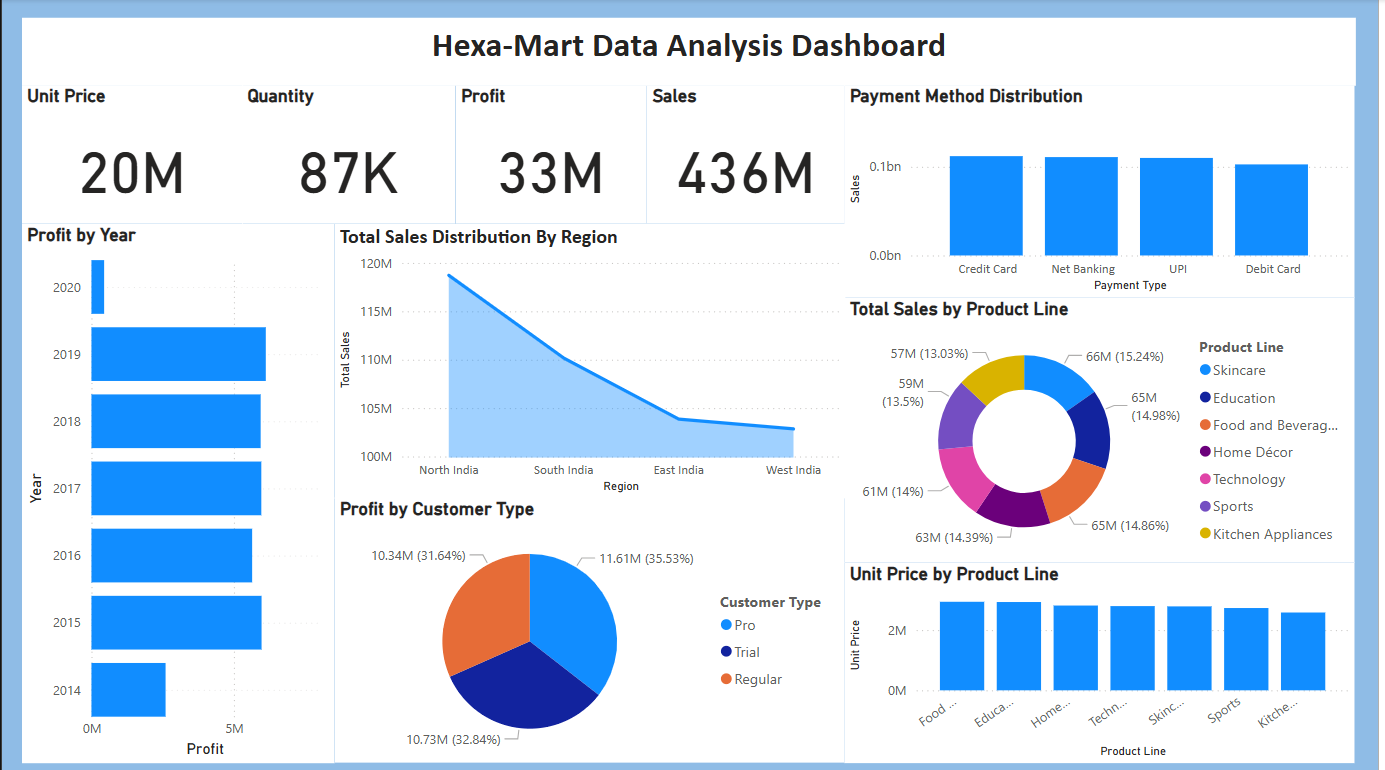 Hexa-Mart Data Analysis Dashboard
Unit Price
20M
Quantity
87K
Profit
33M
Sales
436M
Payment Method Distribution
Sales
0.1bn
0.0bn
Credit Card
Net Banking
UPI
Debit Card
Payment Type
Profit by Year
Year
2020
2019
2018
2017
2016
2015
2014
0M
5M
Profit
Total Sales Distribution By Region
Total Sales
120M
115M
110M
105M
100M
North India
South India
East India
West India
Region
Total Sales by Product Line
57M (13.03%)
66M (15.24%)
59M
(13.5%)
65M
(14.98%)
61M (14%)
65M (14.86%)
63M (14.39%)
Product Line
Skincare
Education
Food and Beverag...
Home Décor
Technology
Sports
Kitchen Appliances
Profit by Customer Type
10.34M (31.64%)
11.61M (35.53%)
10.73M (32.84%)
Customer Type
Pro
Trial
Regular
Unit Price by Product Line
Unit Price
2M
0M
Food ...
Educa...
Home...
Techn...
Skinc...
Sports
Kitche...
Product Line